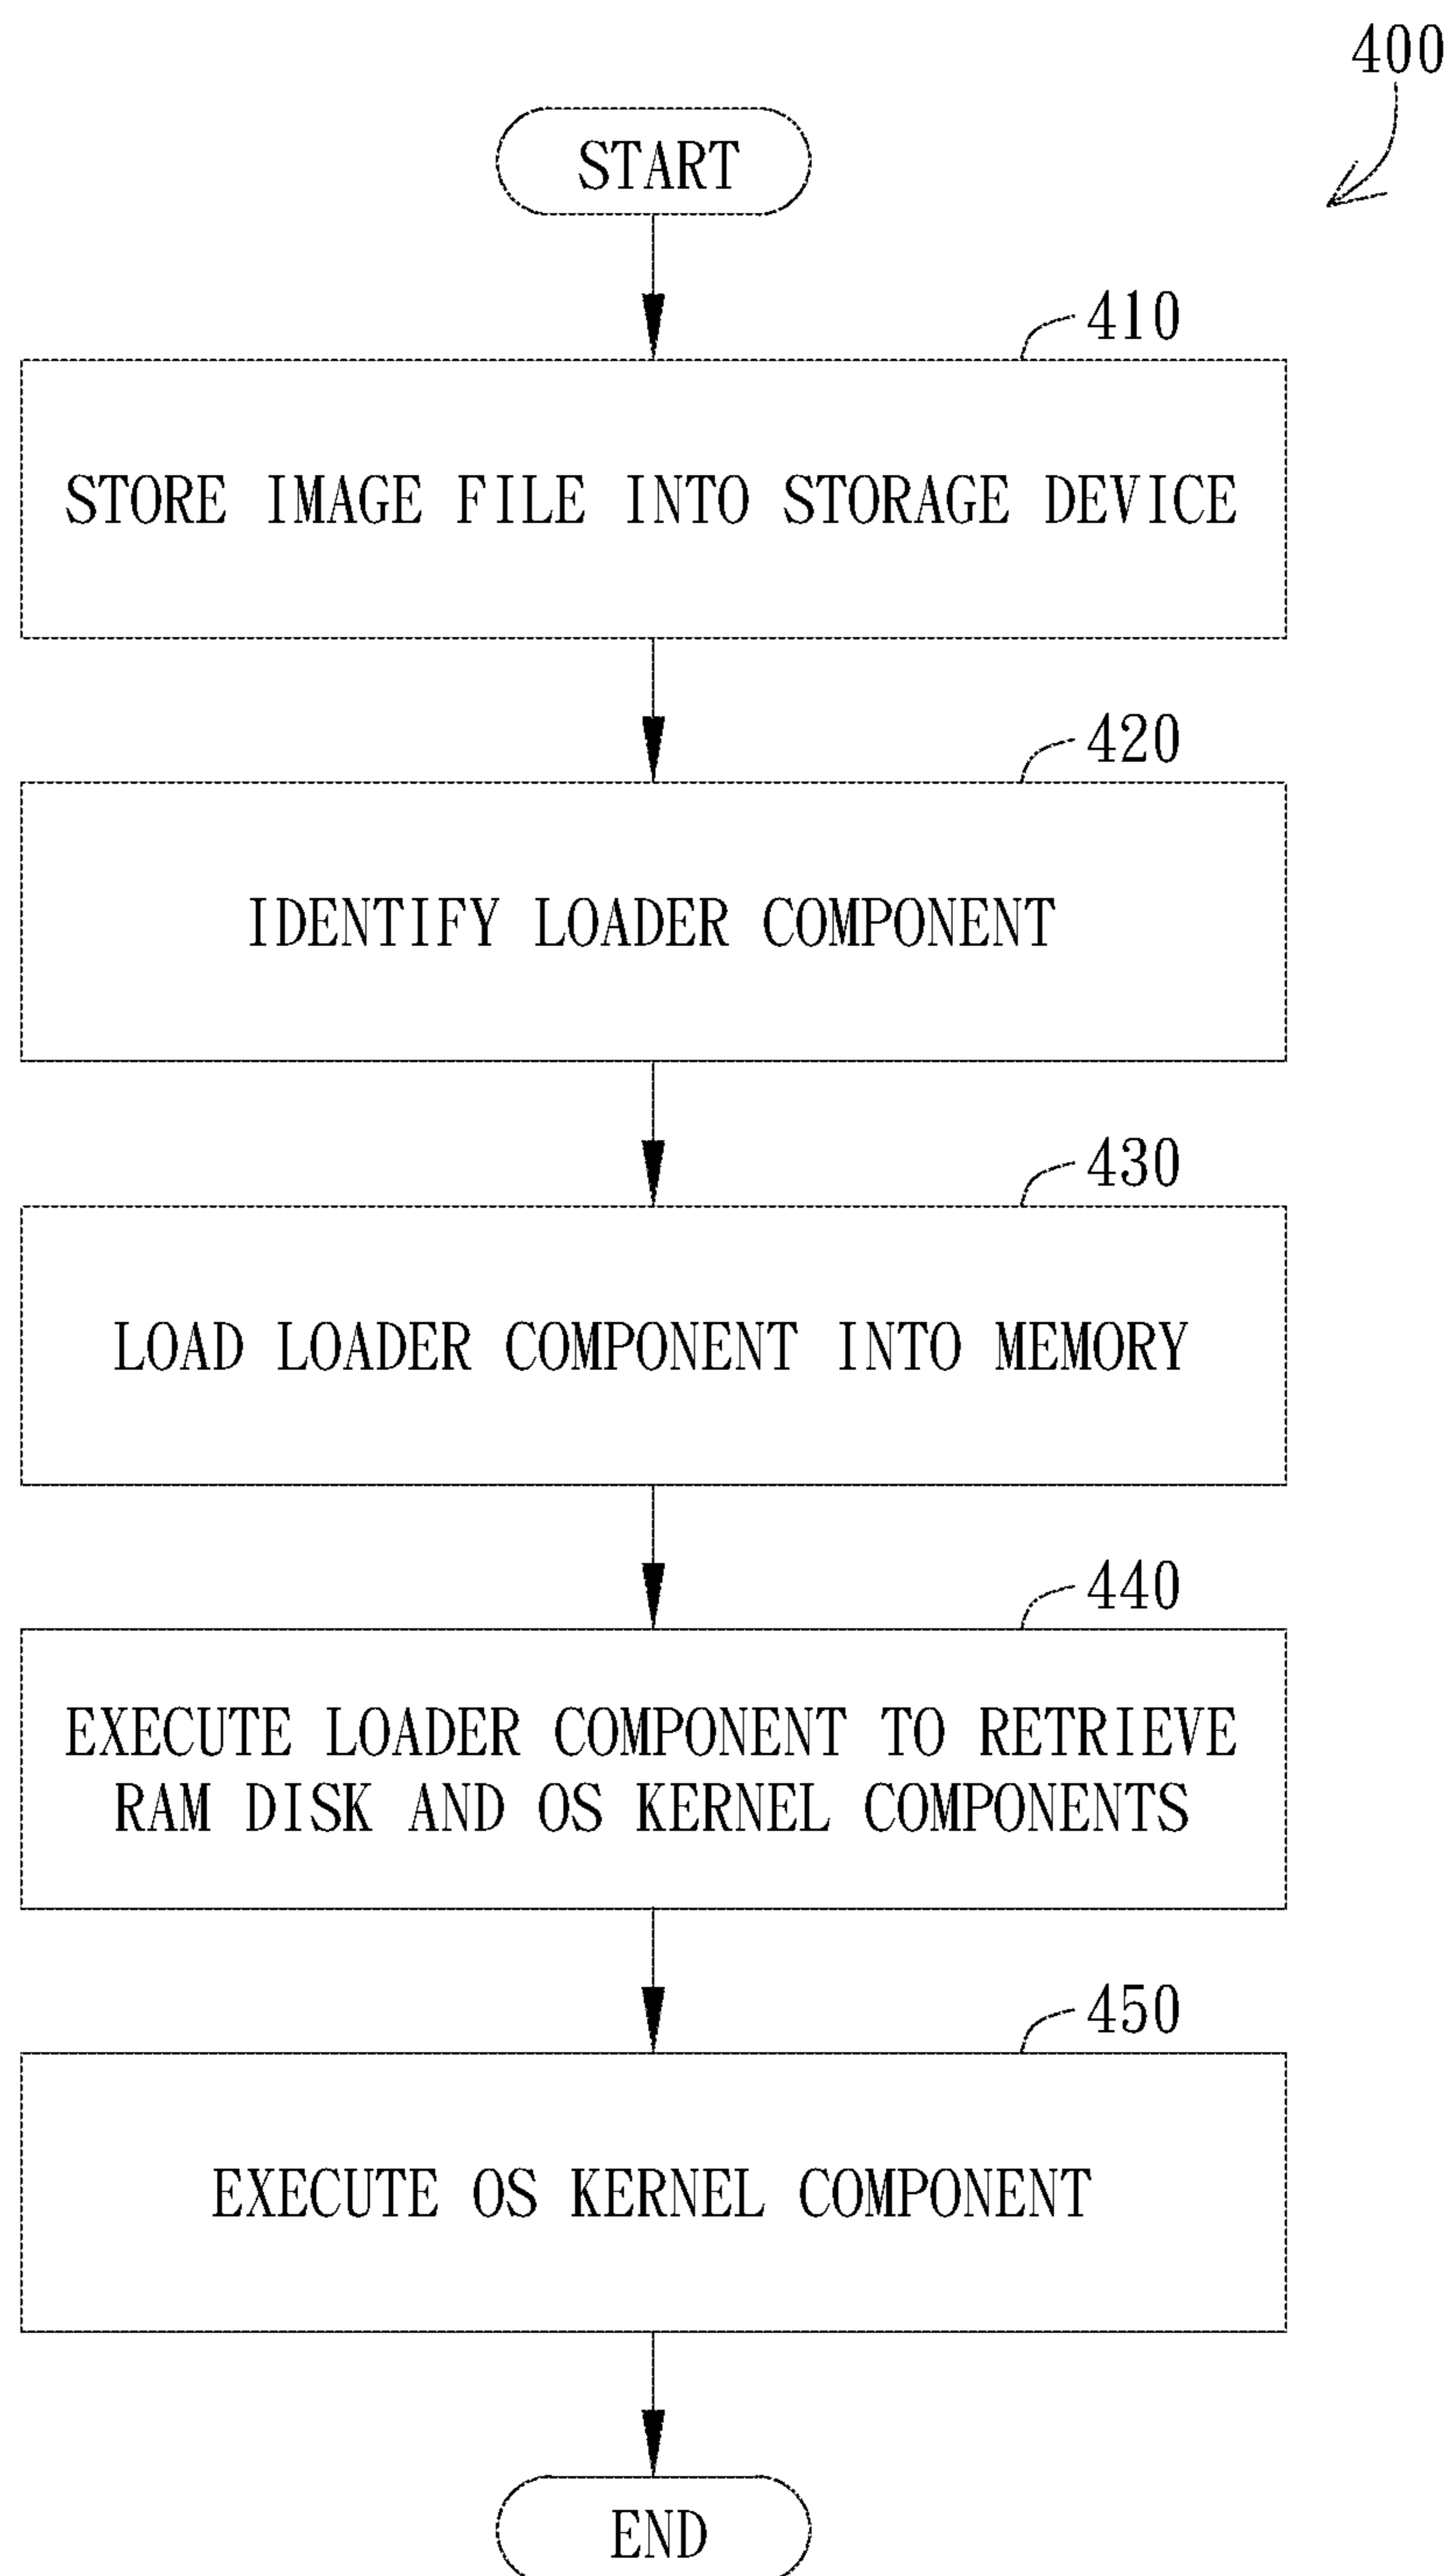 400
START
410
STORE IMAGE FILE INTO STORAGE DEVICE
420
IDENTIFY LOADER COMPONENT
430
LOAD LOADER COMPONENT INTO MEMORY
440
EXECUTE LOADER COMPONENT TO RETRIEVE
RAM DISK AND OS KERNEL COMPONENTS
450
EXECUTE OS KERNEL COMPONENT
END